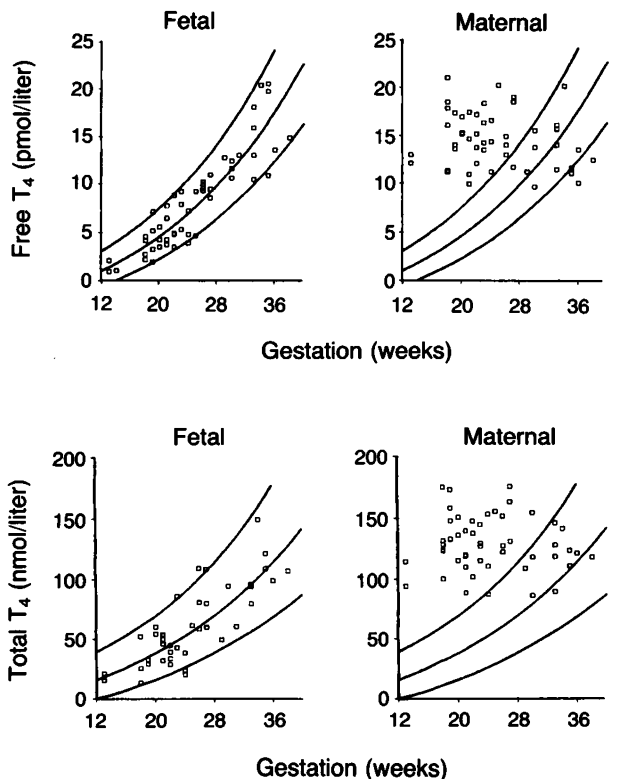 Fetal
Maternal
Free T4 (pmol/liter)
25
20
15
10
5
0
12 20 28 36
25
20
15
10
5
0
12 20 28 36
Gestation (weeks)
Fetal
Maternal
Total T4 (nmol/liter)
200
150
100
50
0
12 20 28 36
200
150
100
50
0
12 20 28 36
Gestation (weeks)